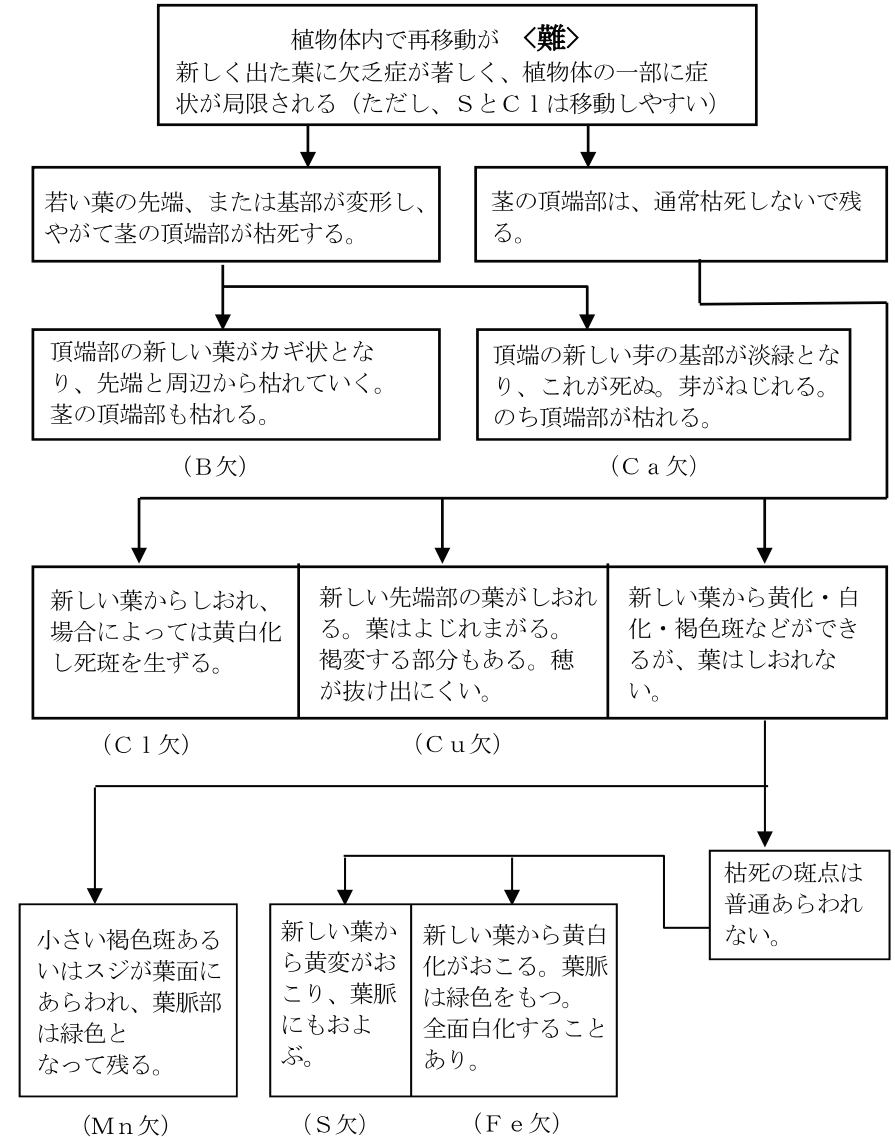 植物体内で再移動が　<難>
新しく出た葉に欠乏症が著しく、植物体の一部に症
状が局限される（ただし、ＳとＣｌは移動しやすい）
若い葉の先端、または基部が変形し、
やがて茎の頂端部が枯死する。
茎の頂端部は、通常枯死しないで残
る。
頂端部の新しい葉がカギ状とな
り、先端と周辺から枯れていく。
茎の頂端部も枯れる。
（Ｂ欠）
頂端の新しい芽の基部が淡緑とな
り、これが死ぬ。芽がねじれる。
のち頂端部が枯れる。
（Ｃａ欠）
新しい葉からしおれ、
場合によっては黄白化
し死斑を生ずる。
（Ｃｌ欠）
新しい先端部の葉がしおれ
る。葉はよじれまがる。
褐変する部分もある。穂
が抜け出にくい。
（Ｃｕ欠）
新しい葉から黄化・白
化・褐色斑などができ
るが、葉はしおれな
い。
枯死の斑点は
普通あらわれ
ない。
小さい褐色斑ある
いはスジが葉面に
あらわれ、葉脈部
は緑色と
なって残る。
（Ｍｎ欠）
新しい葉か
ら黄変がお
こり、葉脈
にもおよ
ぶ。
（Ｓ欠）
新しい葉から黄白
化がおこる。葉脈
は緑色をもつ。
全面白化すること
あり。
（Ｆｅ欠）